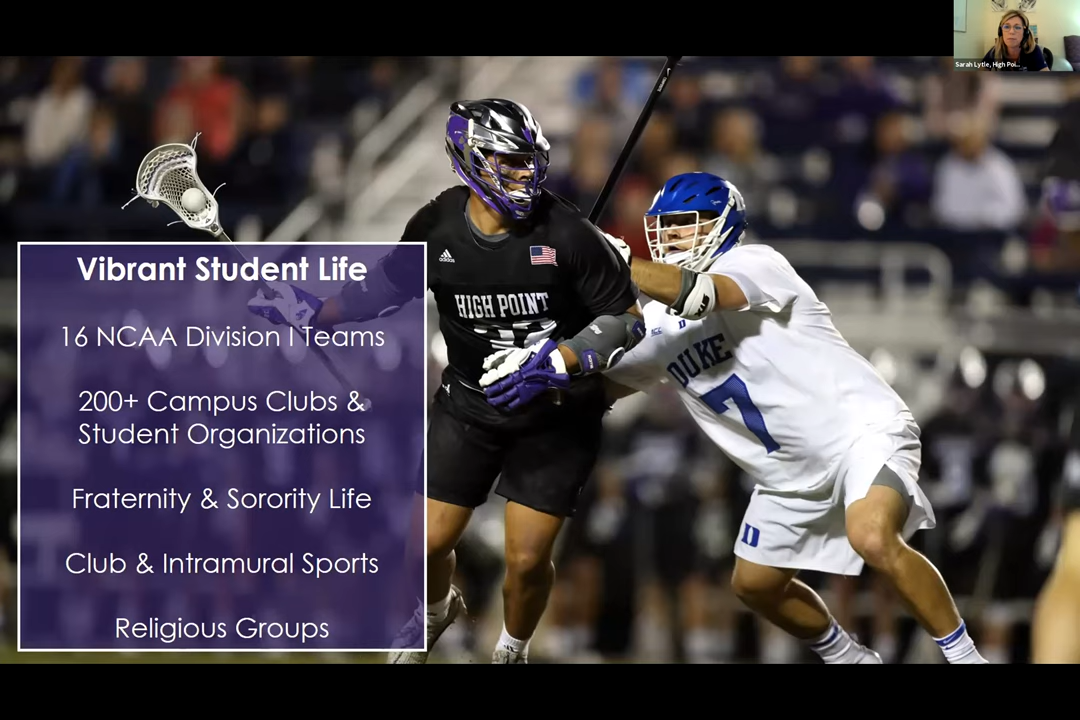 Sarah Lytle, High Poi...
Vibrant Student Life
16 NCAA Division I Teams
200+ Campus Clubs &
Student Organizations
Fraternity & Sorority Life
Club & Intramural Sports
Religious Groups
adidas
HIGH POINT
DUKE
7
D
D